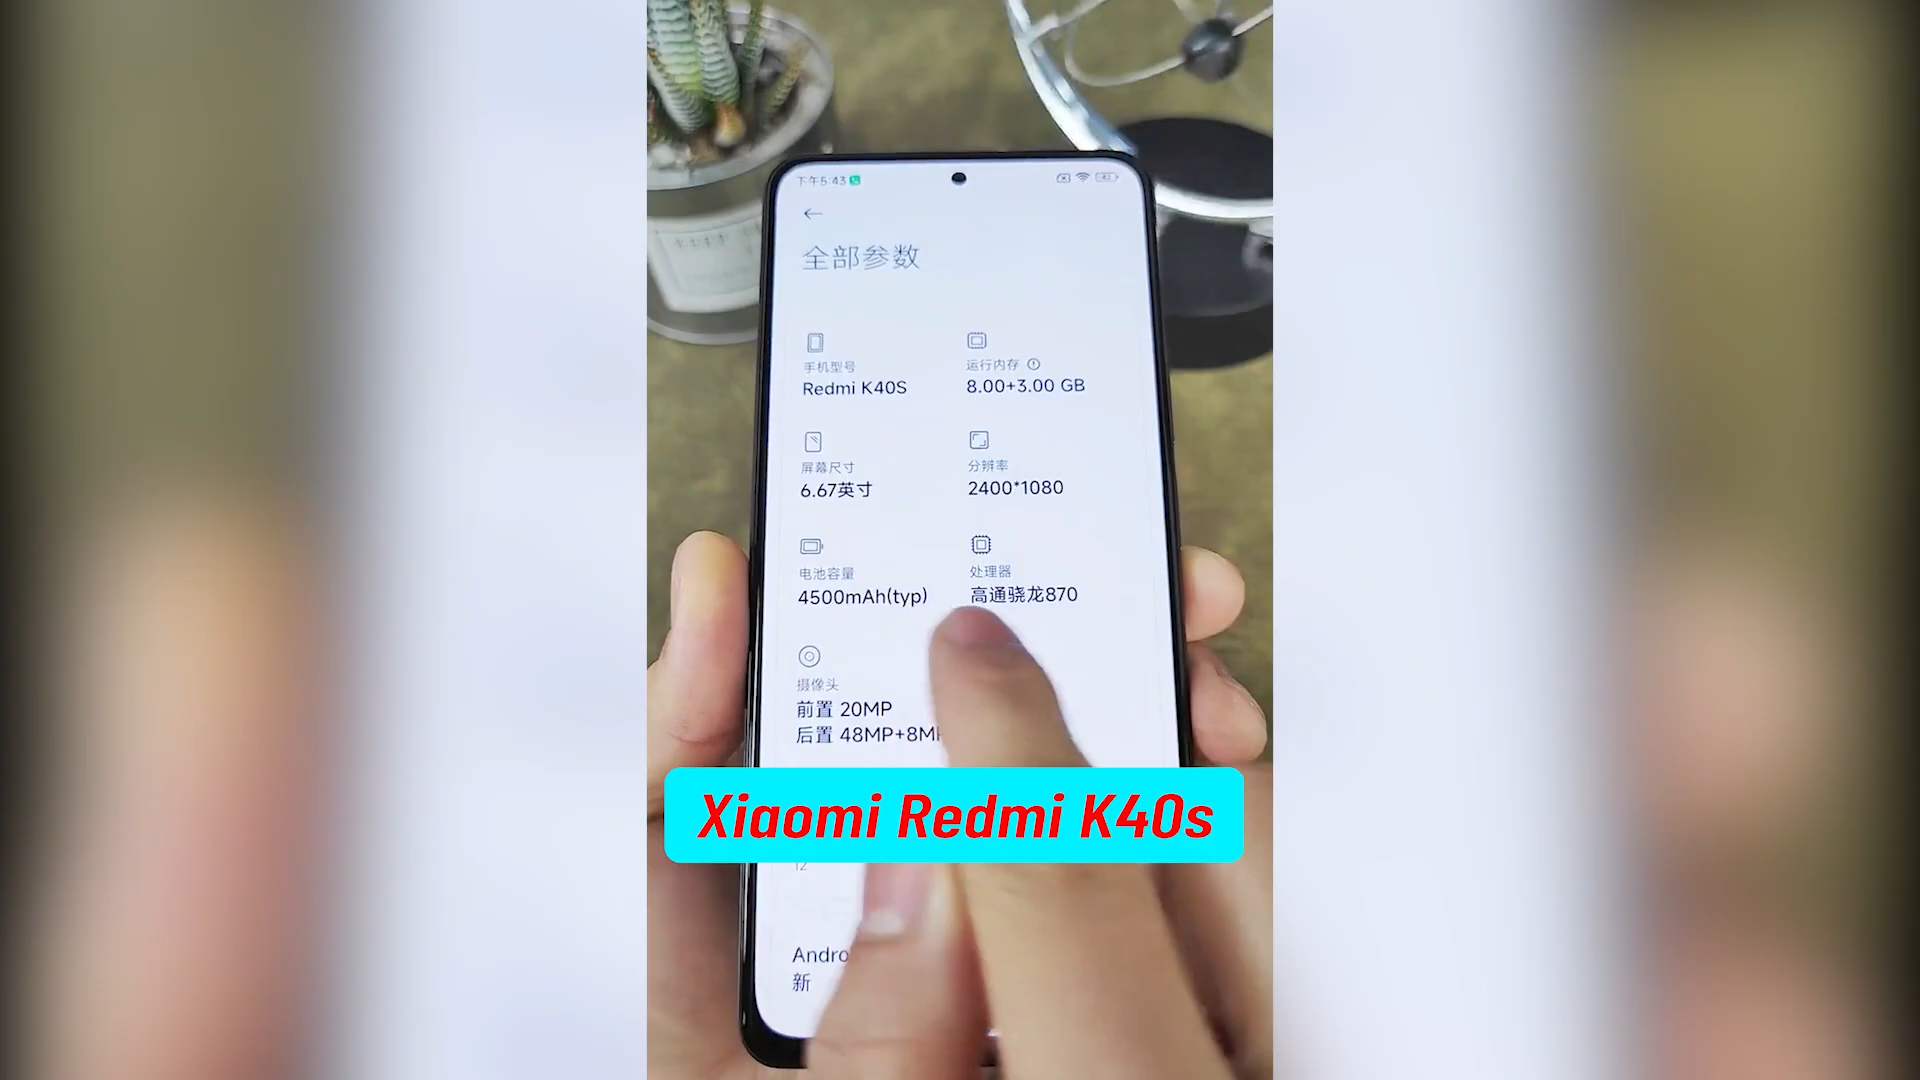 下午5:43
全部参数
手机型号
Redmi K40S
运行内存
8.00+3.00 GB
屏幕尺寸
6.67英寸
分辨率
2400*1080
电池容量
4500mAh(typ)
处理器
高通骁龙870
摄像头
前置 20MP
后置 48MP+8M
Xiaomi Redmi K40s
12
Andro
新